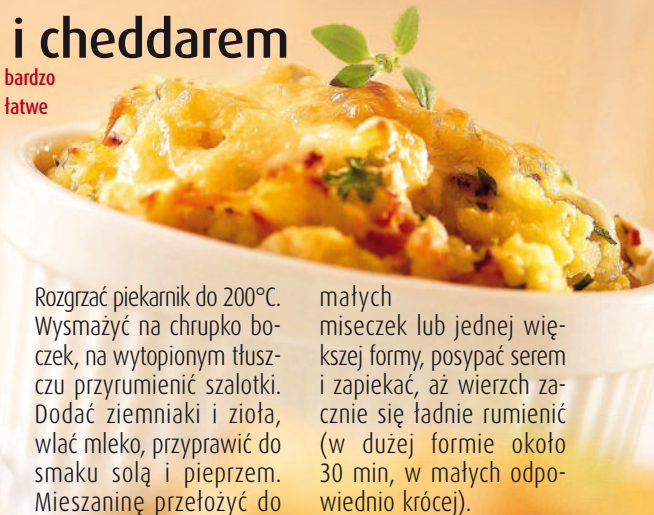 i cheddarem
bardzo
łatwe
Rozgrzać piekarnik do 200°C.
Wysmażyć na chrupko bo-
czek, na wytopionym tłusz-
czu przyrumienić szalotki.
Dodać ziemniaki i zioła,
wlać mleko, przyprawić do
smaku solą i pieprzem.
Mieszaninę przełożyć do
małych
miseczek lub jednej wię-
kszej formy, posypać serem
i zapiekać, aż wierzch za-
cznie się ładnie rumienić
(w dużej formie około
30 min, w małych odpo-
wiednio krócej).